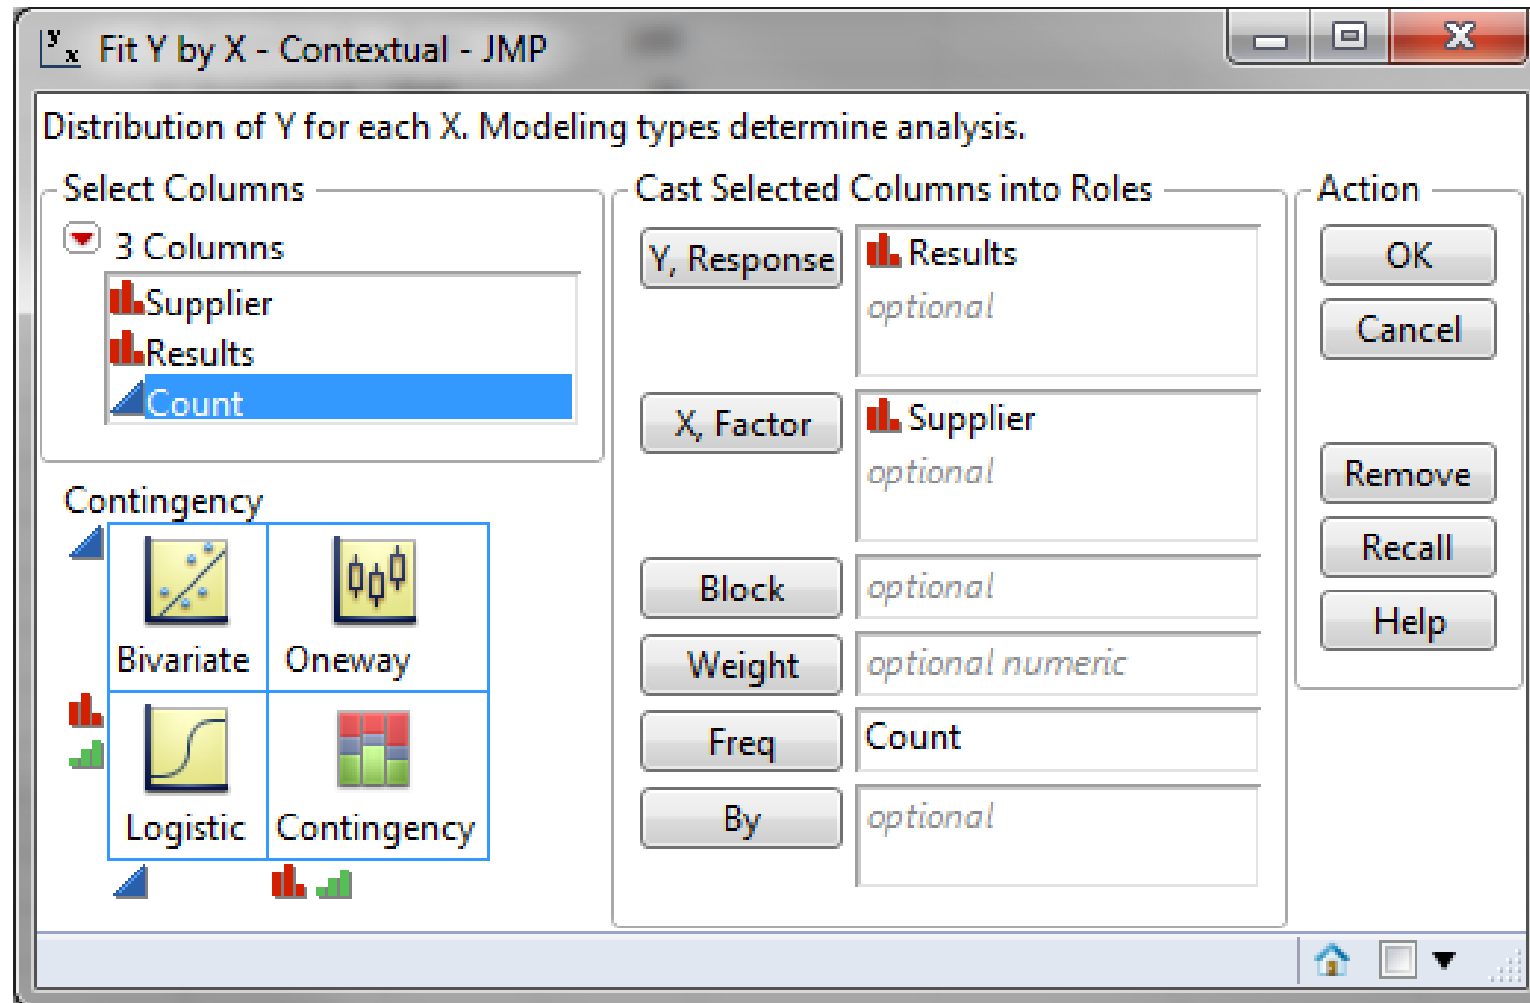 Fit Y by X - Contextual - JMP
Distribution of Y for each X. Modeling types determine analysis.
Select Columns
3 Columns
Supplier
Results
Count
Contingency
Bivariate
Oneway
Logistic
Contingency
Cast Selected Columns into Roles
Y, Response
Results
optional
X, Factor
Supplier
optional
Block
optional
Weight
optional numeric
Freq
Count
By
optional
Action
OK
Cancel
Remove
Recall
Help